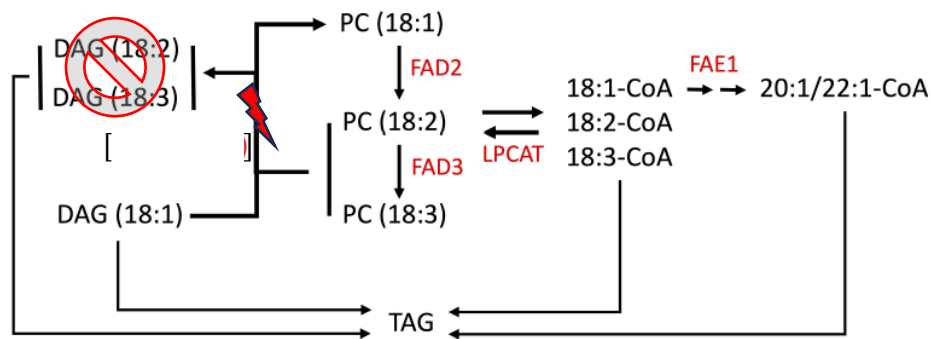 PC (18:1)
DAG (18:2)
DAG (18:3)
FAD2
FAE1
18:1-CoA
20:1/22:1-CoA
PC (18:2)
18:2-CoA
[ )]
LPCAT
18:3-CoA
FAD3
DAG (18:1)
PC (18:3)
TAG